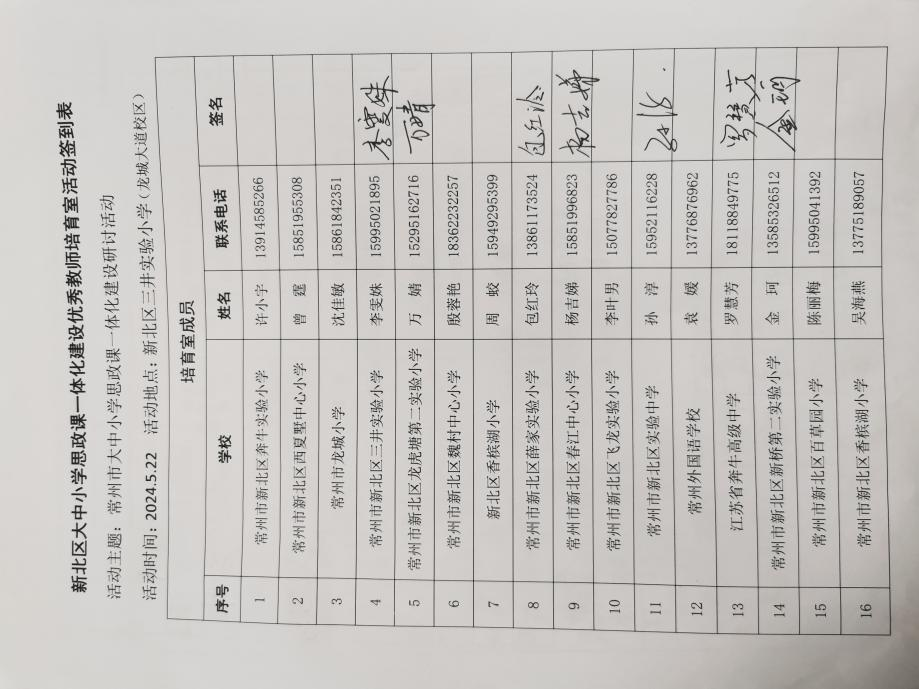 新北区大中小学思政课一体化建设优秀教师培育室活动签到表
活动主题：常州市大中小学思政课一体化建设研讨活动
活动时间：2024.5.22 活动地点：新北区三井实验小学（龙城大道校区）
培育室成员
序号 学校 姓名 联系电话 签名
1 常州市新北区奔牛实验小学 许小宇 13914585266
2 常州市新北区西夏墅中心小学 曾霆 15851955308
3 常州市龙城小学 沈佳敏 15861842351
4 常州市新北区三井实验小学 李雯姝 15995021895 李雯姝
5 常州市新北区龙虎塘第二实验小学 万婧 15295162716 万婧
6 常州市新北区魏村中心小学 殷蓉艳 18362232257
7 新北区香槟湖小学 周蛟 15949295399
8 常州市新北区薛家实验小学 包红玲 13861173524 包红玲
9 常州市新北区春江中心小学 杨吉娣 15851996823 杨吉娣
10 常州市新北区飞龙实验小学 李叶男 15077827786
11 常州市新北区实验中学 孙淳 15952116228 孙淳
12 常州外国语学校 袁媛 13776876962
13 江苏省奔牛高级中学 罗慧芳 18118849775 罗慧芳
14 常州市新北区新桥第二实验小学 金珂 13585326512 金珂
15 常州市新北区百草园小学 陈丽梅 15995041392
16 常州市新北区香槟湖小学 吴海燕 13775189057